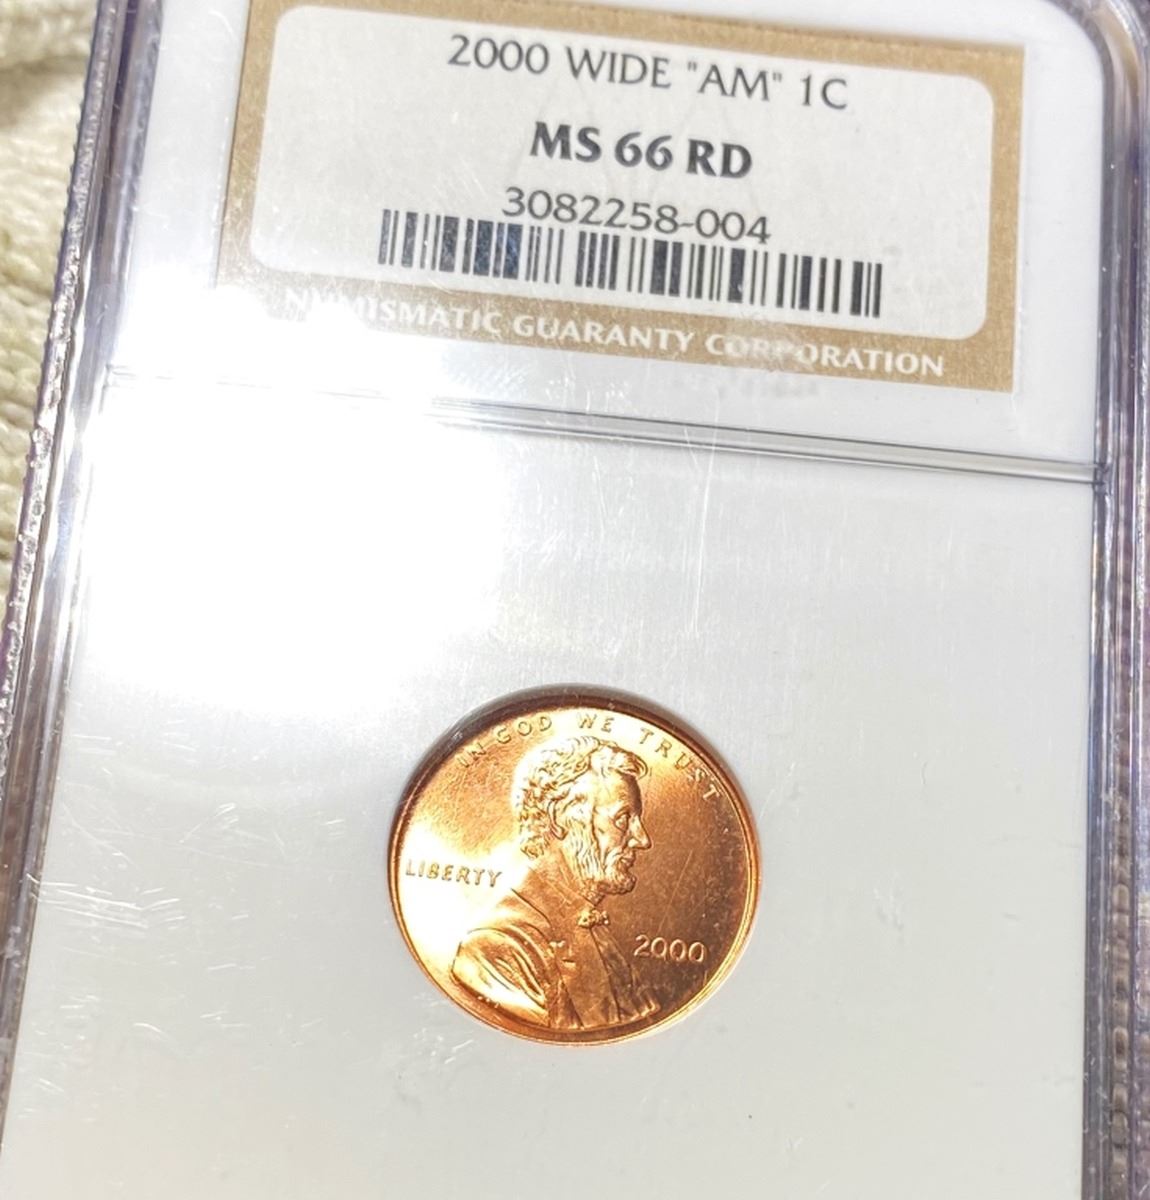 2000 WIDE "AM" 1C
MS 66 RD
3082258-004
NUMISMATIC GUARANTY CORPORATION
IN GOD WE TRUST
LIBERTY
2000